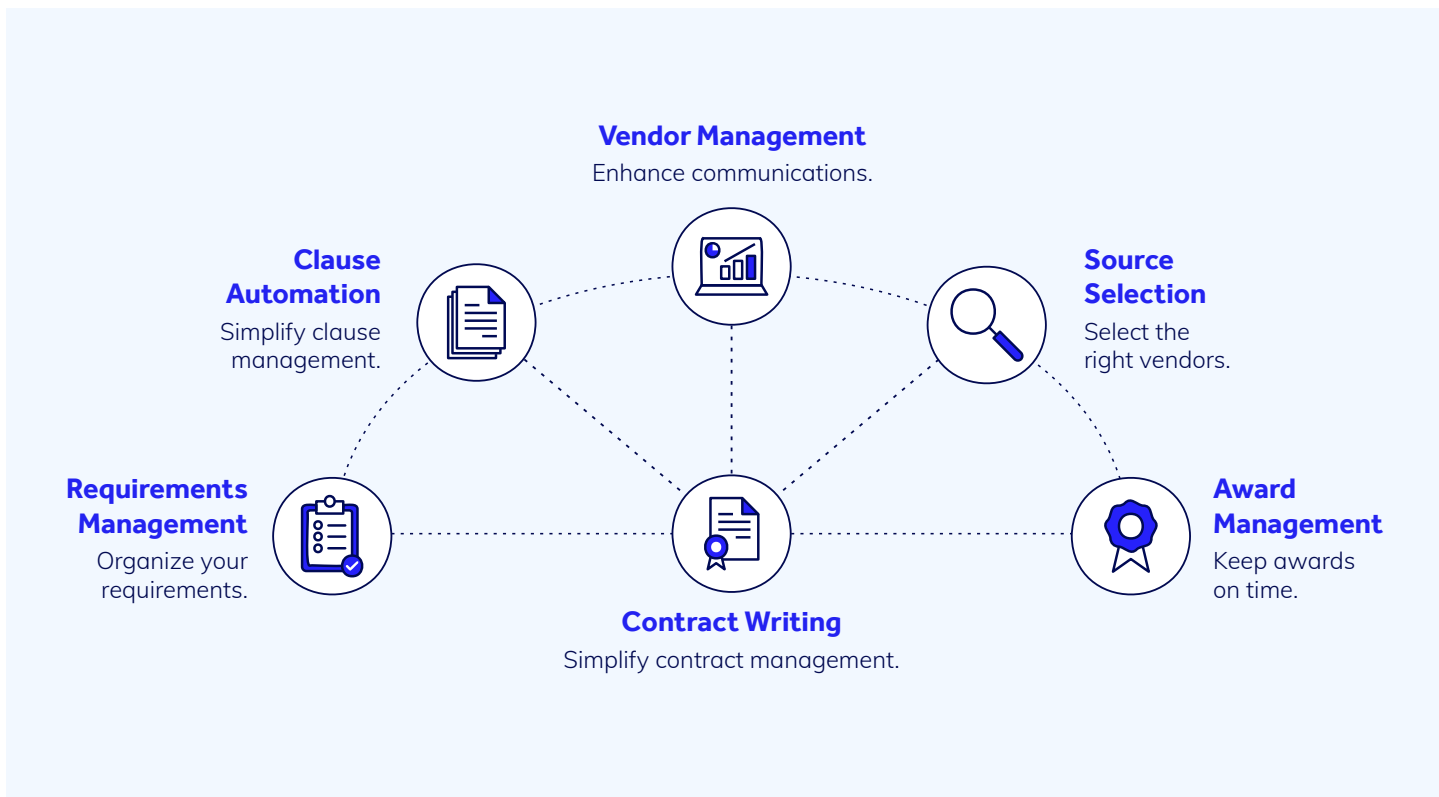 Vendor Management
Enhance communications.
Clause
Automation
Simplify clause
management.
Source
Selection
Select the
right vendors.
Requirements
Management
Organize your
requirements.
Award
Management
Keep awards
on time.
Contract Writing
Simplify contract management.